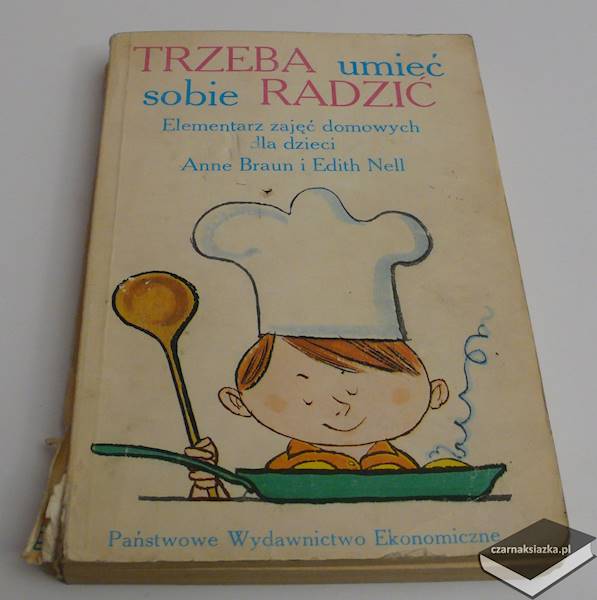 TRZEBA umieć
sobie RADZIĆ
Elementarz zajęć domowych
dla dzieci
Anne Braun i Edith Nell
Państwowe Wydawnictwo Ekonomiczne
czarnaksiazka.pl